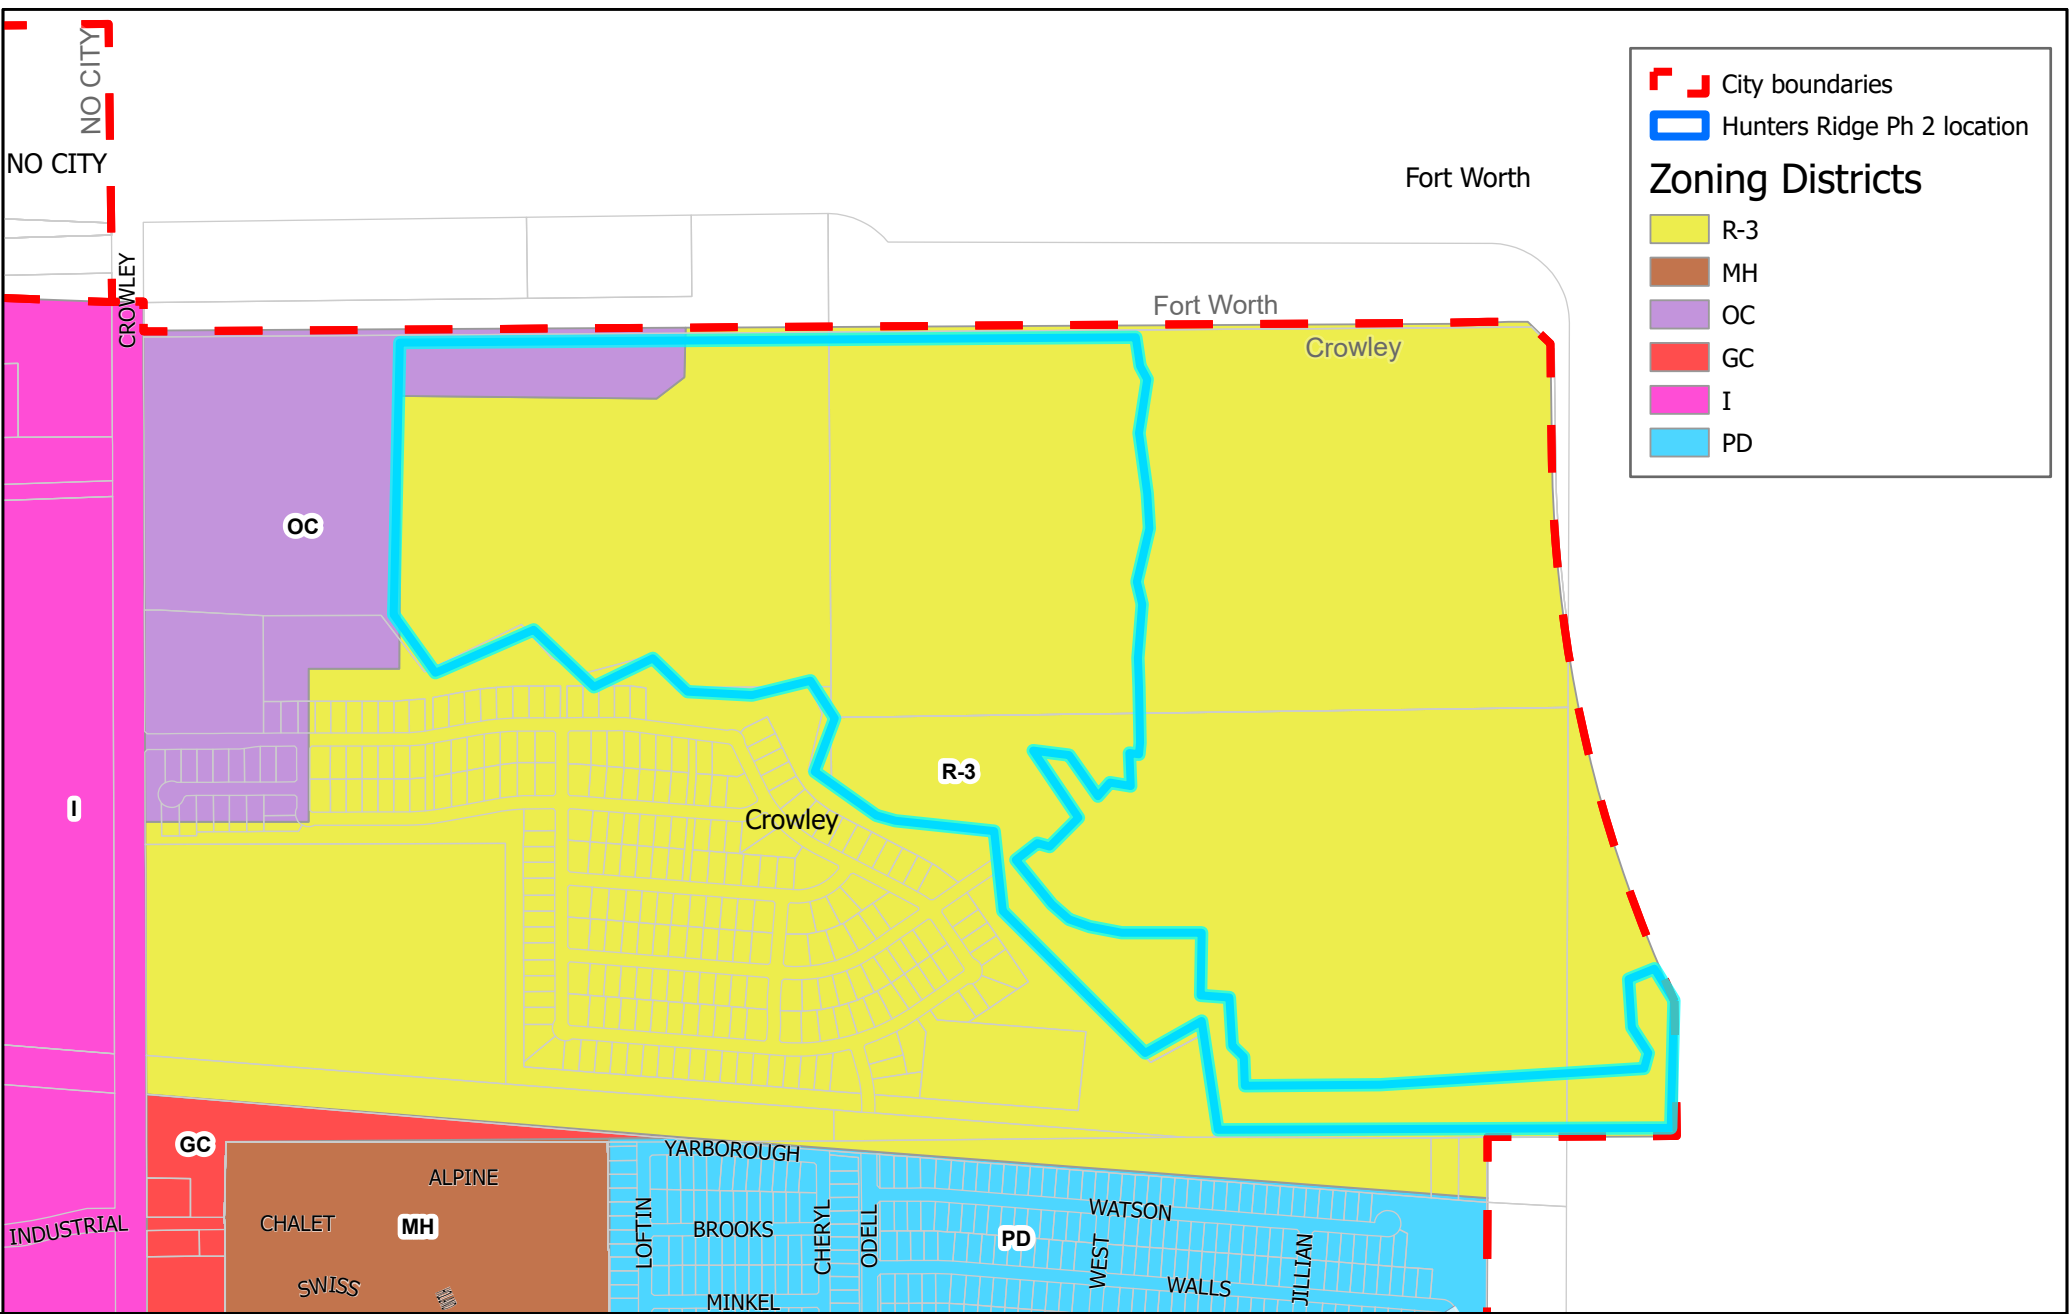 NO CITY
NO CITY
CROWLEY
City boundaries
Hunters Ridge Ph 2 location
Zoning Districts
R-3
MH
OC
GC
I
PD
Fort Worth
Fort Worth
Crowley
OC
R-3
I
Crowley
GC
YARBOROUGH
ALPINE
CHALET
MH
INDUSTRIAL
LOFTIN
BROOKS
CHERYL
ODELL
PD
WATSON
WEST
JILLIAN
SWISS
WALLS
MINKEL